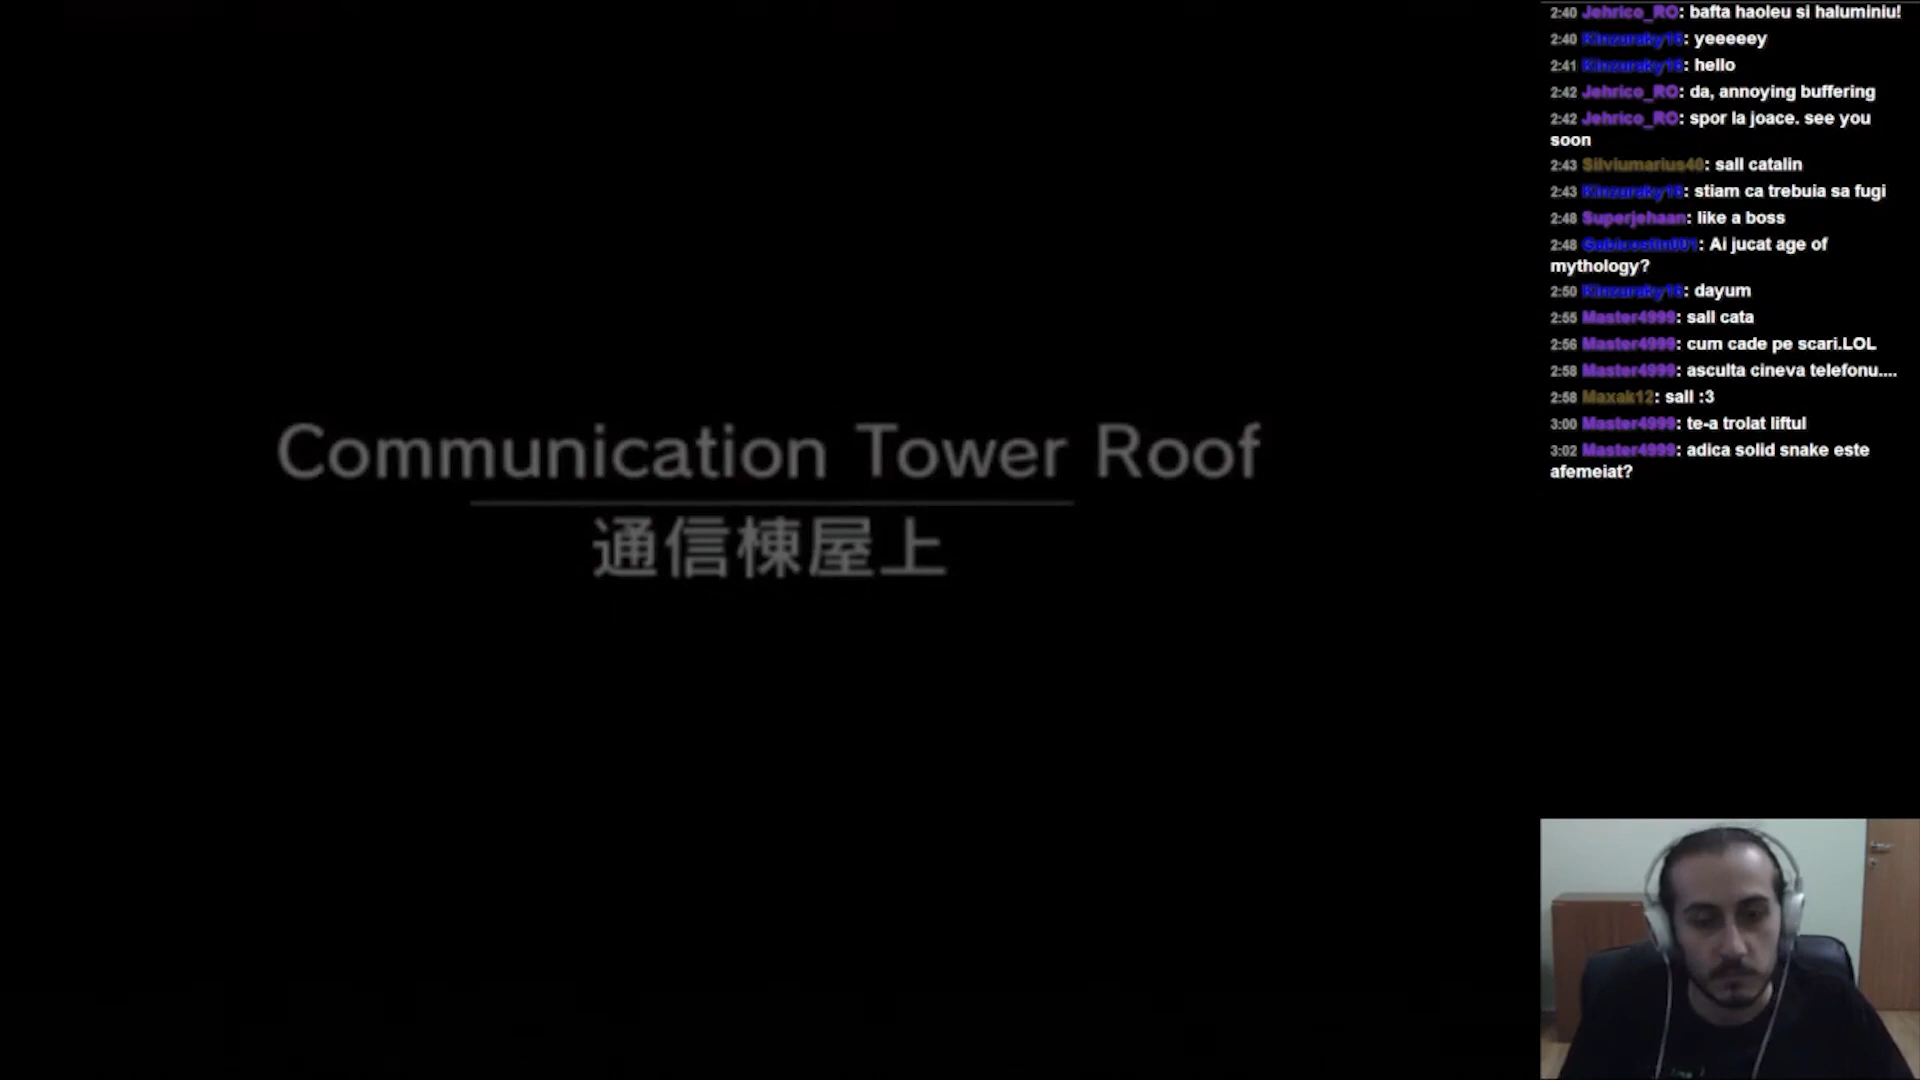 Communication Tower Roof
通信棟屋上
2:40 Jehrico_RO: bafta haoleu si haluminiu!
2:40 Kinzuraky16: yeeeeey
2:41 Kinzuraky16: hello
2:42 Jehrico_RO: da, annoying buffering
2:42 Jehrico_RO: spor la joace. see you
soon
2:43 Silviumarius40: sall catalin
2:43 Kinzuraky16: stiam ca trebuia sa fugi
2:48 Superjehaan: like a boss
2:48 : Ai jucat age of
mythology?
2:50 Kinzuraky16: dayum
2:55 Master4999: sall cata
2:56 Master4999: cum cade pe scari.LOL
2:58 Master4999: asculta cineva telefonu....
2:58 Maxak12: sall :3
3:00 Master4999: te-a trolat liftul
3:02 Master4999: adica solid snake este
afemeiat?